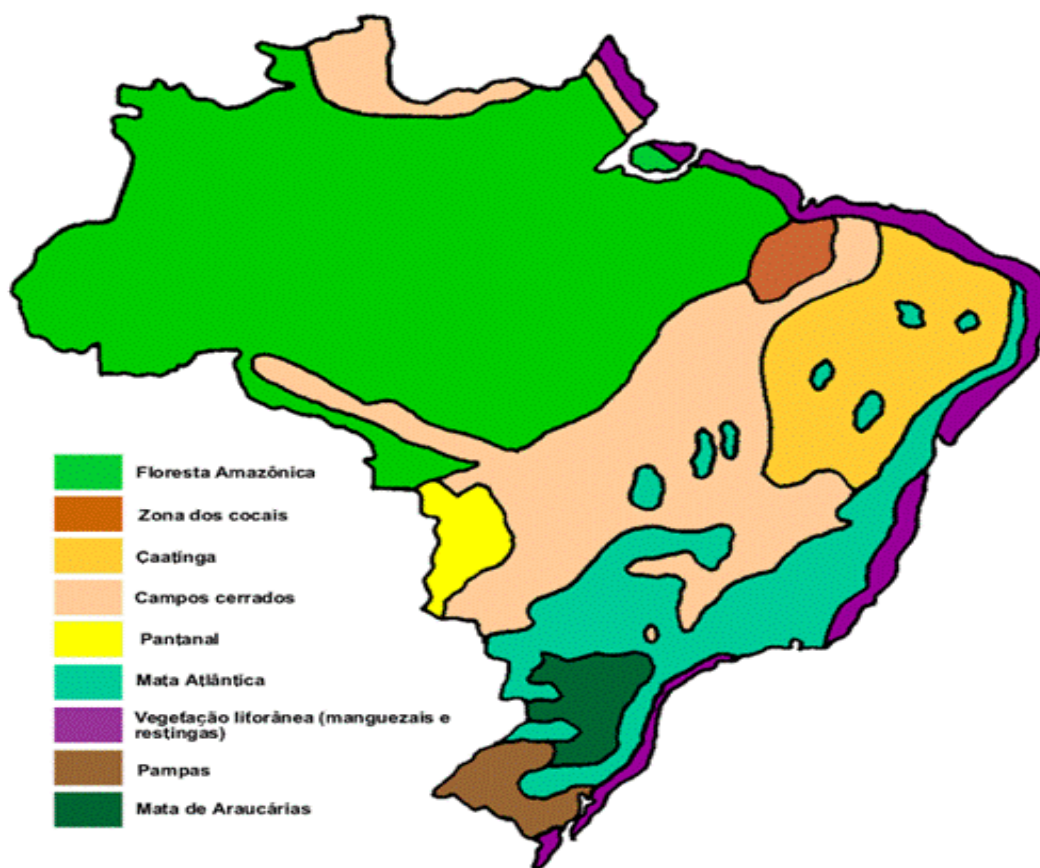 Floresta Amazônica
Zona dos cocais
Caatinga
Campos cerrados
Pantanal
Mata Atlântica
Vegetação litorânea (manguezais e
restingas)
Pampas
Mata de Araucárias